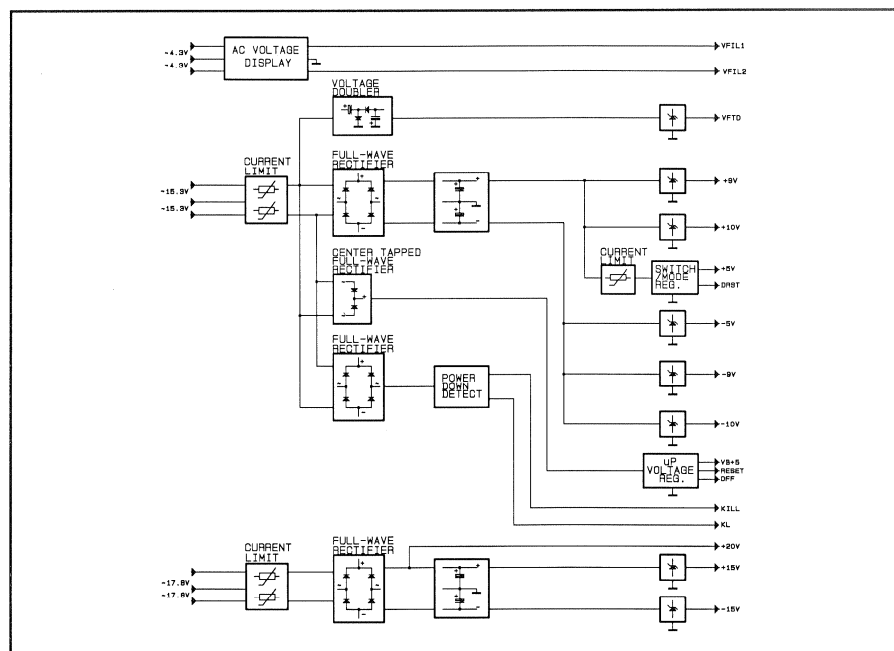 AC VOLTAGE
DISPLAY
~4.3V
~4.3V
VFIL1
VFIL2
VOLTAGE
DOUBLER
VFTD
CURRENT
LIMIT
~15.3V
~15.3V
FULL-WAVE
RECTIFIER
+9V
+10V
CURRENT
LIMIT
SWITCH
/MODE
REG.
+5V
DRST
CENTER TAPPED
FULL-WAVE
RECTIFIER
-5V
FULL-WAVE
RECTIFIER
POWER
DOWN
DETECT
-9V
-10V
uP
VOLTAGE
REG.
VB+5
RESET
OFF
KILL
KL
CURRENT
LIMIT
~17.8V
~17.8V
FULL-WAVE
RECTIFIER
+20V
+15V
-15V